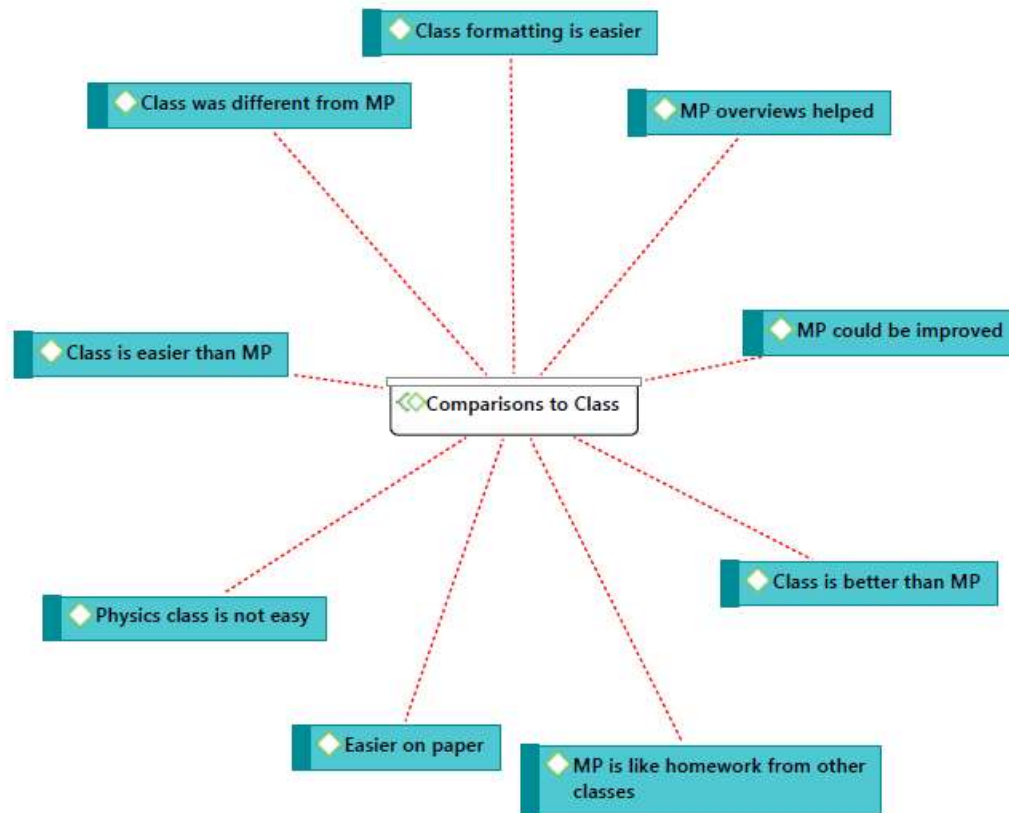 Class formatting is easier
Class was different from MP
MP overviews helped
MP could be improved
Class is easier than MP
Comparisons to Class
Class is better than MP
Physics class is not easy
Easier on paper
MP is like homework from other
classes